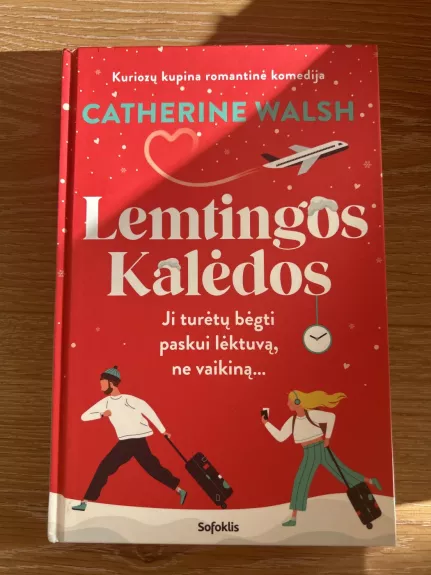 Kuriozų kupina romantinė komedija
CATHERINE WALSH
Lemtingos
Kalėdos
Ji turėtų bėgti
paskui lėktuvą,
ne vaikiną...
Sofoklis